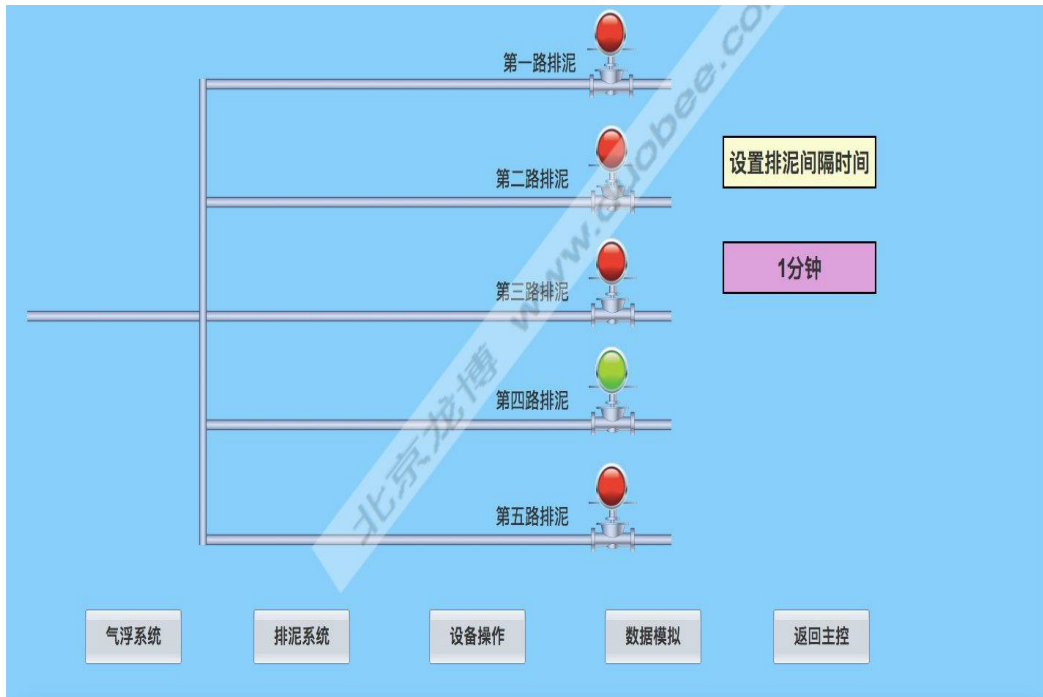 第一路排泥
第二路排泥
设置排泥间隔时间
1分钟
第三路排泥
第四路排泥
第五路排泥
北京龙博 www.quobee.com
气浮系统
排泥系统
设备操作
数据模拟
返回主控